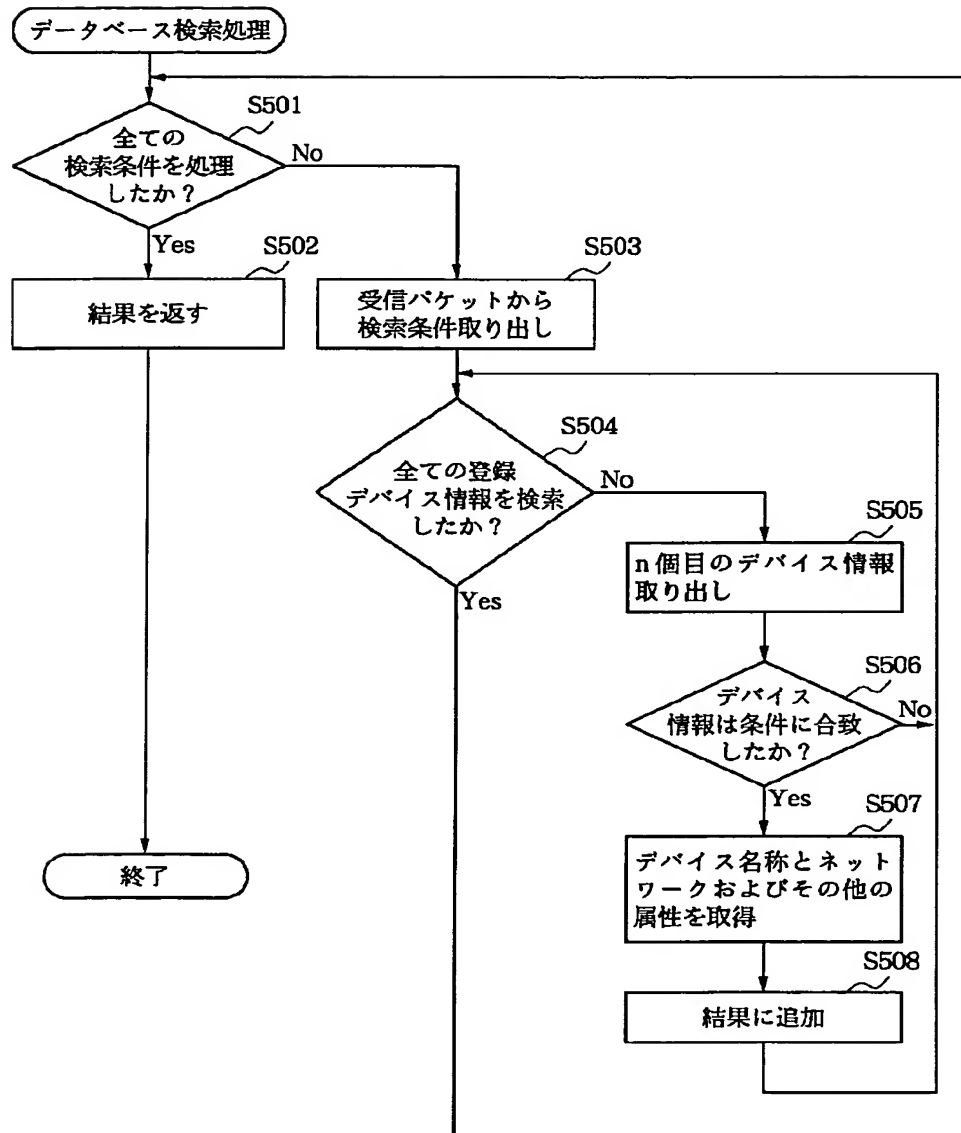 データベース検索処理
S501
全ての
検索条件を処理
したか?
No
Yes
S502
結果を返す
S503
受信パケットから
検索条件取り出し
S504
全ての登録
デバイス情報を検索
したか?
No
Yes
S505
n個目のデバイス情報
取り出し
S506
デバイス
情報は条件に合致
したか?
No
Yes
S507
デバイス名称とネット
ワークおよびその他の
属性を取得
S508
結果に追加
終了